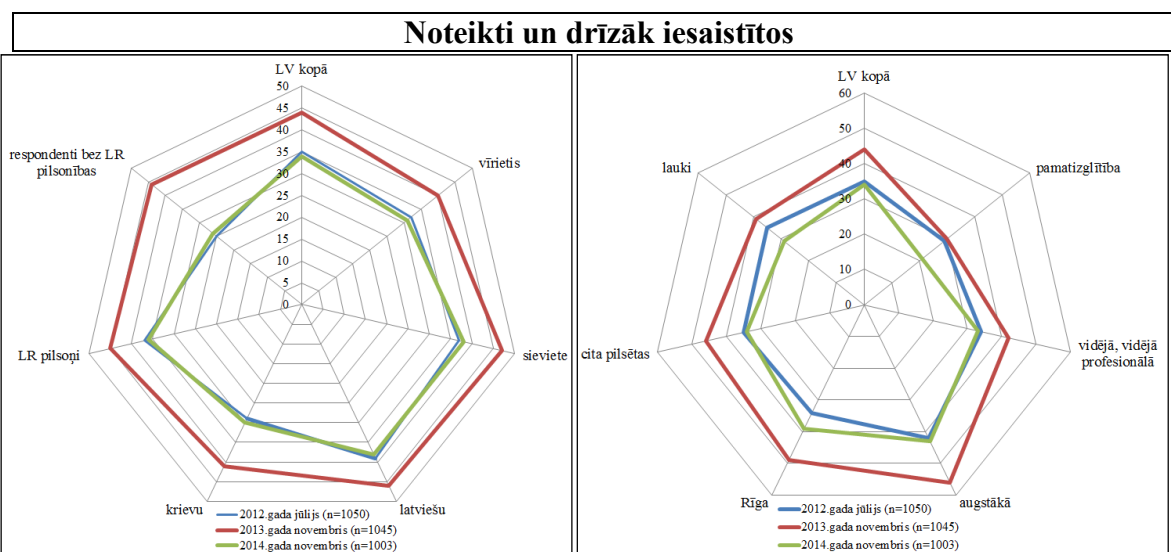 Noteikti un drīzāk iesaistītos
LV kopā
50
45
40
35
30
25
20
15
10
5
0
vīrietis
sieviete
latviešu
krievu
LR pilsoņi
respondenti bez LR
pilsonības
2012.gada jūlijs (n=1050)
2013.gada novembris (n=1045)
2014.gada novembris (n=1003)
LV kopā
60
50
40
30
20
10
0
pamatizglītība
vidējā, vidējā
profesionālā
augstākā
Rīga
cita pilsētas
lauki
2012.gada jūlijs (n=1050)
2013.gada novembris (n=1045)
2014.gada novembris (n=1003)